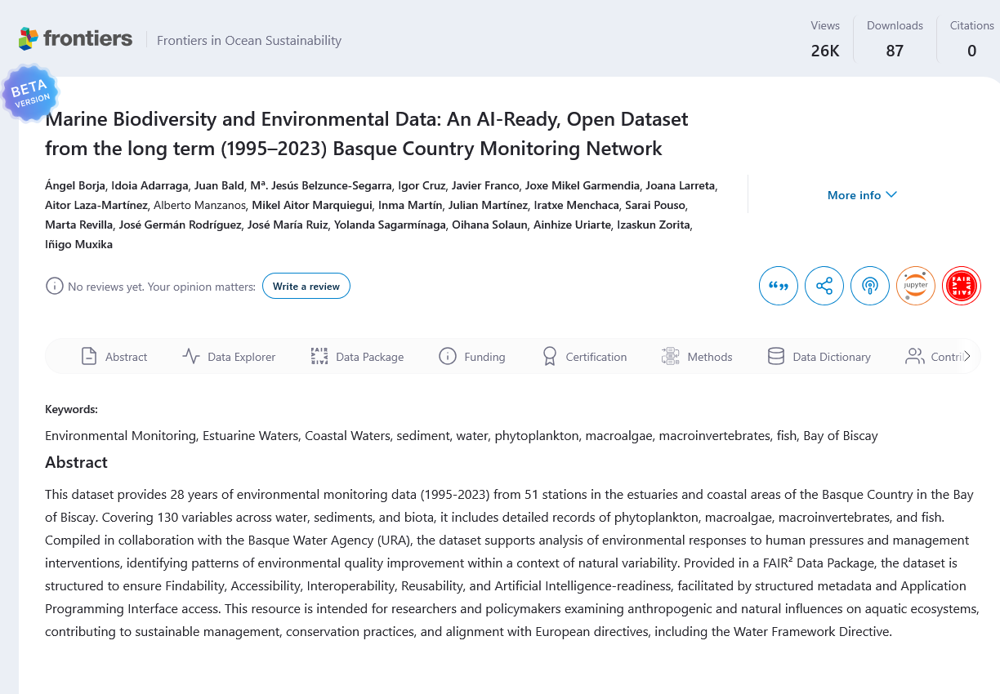 frontiers
Frontiers in Ocean Sustainability
Views
26K
Downloads
87
Citations
0
BETA
VERSION
Marine Biodiversity and Environmental Data: An AI-Ready, Open Dataset
from the long term (1995–2023) Basque Country Monitoring Network
Ángel Borja, Idoia Adarraga, Juan Bald, Mª. Jesús Belzunce-Segarra, Igor Cruz, Javier Franco, Joxe Mikel Garmendia, Joana Larreta,
Aitor Laza-Martínez, Alberto Manzanos, Mikel Aitor Marquiegui, Inma Martín, Julian Martínez, Iratxe Menchaca, Sarai Pouso,
Marta Revilla, José Germán Rodríguez, José María Ruiz, Yolanda Sagarmínaga, Oihana Solaun, Ainhize Uriarte, Izaskun Zorita,
Iñigo Muxika
More info
No reviews yet. Your opinion matters:
Write a review
jupyter
FAIR
FAIR
Abstract
Data Explorer
FAIR
FAIR
Data Package
Funding
Certification
Methods
Data Dictionary
Contri
Keywords:
Environmental Monitoring, Estuarine Waters, Coastal Waters, sediment, water, phytoplankton, macroalgae, macroinvertebrates, fish, Bay of Biscay
Abstract
This dataset provides 28 years of environmental monitoring data (1995-2023) from 51 stations in the estuaries and coastal areas of the Basque Country in the Bay
of Biscay. Covering 130 variables across water, sediments, and biota, it includes detailed records of phytoplankton, macroalgae, macroinvertebrates, and fish.
Compiled in collaboration with the Basque Water Agency (URA), the dataset supports analysis of environmental responses to human pressures and management
interventions, identifying patterns of environmental quality improvement within a context of natural variability. Provided in a FAIR² Data Package, the dataset is
structured to ensure Findability, Accessibility, Interoperability, Reusability, and Artificial Intelligence-readiness, facilitated by structured metadata and Application
Programming Interface access. This resource is intended for researchers and policymakers examining anthropogenic and natural influences on aquatic ecosystems,
contributing to sustainable management, conservation practices, and alignment with European directives, including the Water Framework Directive.